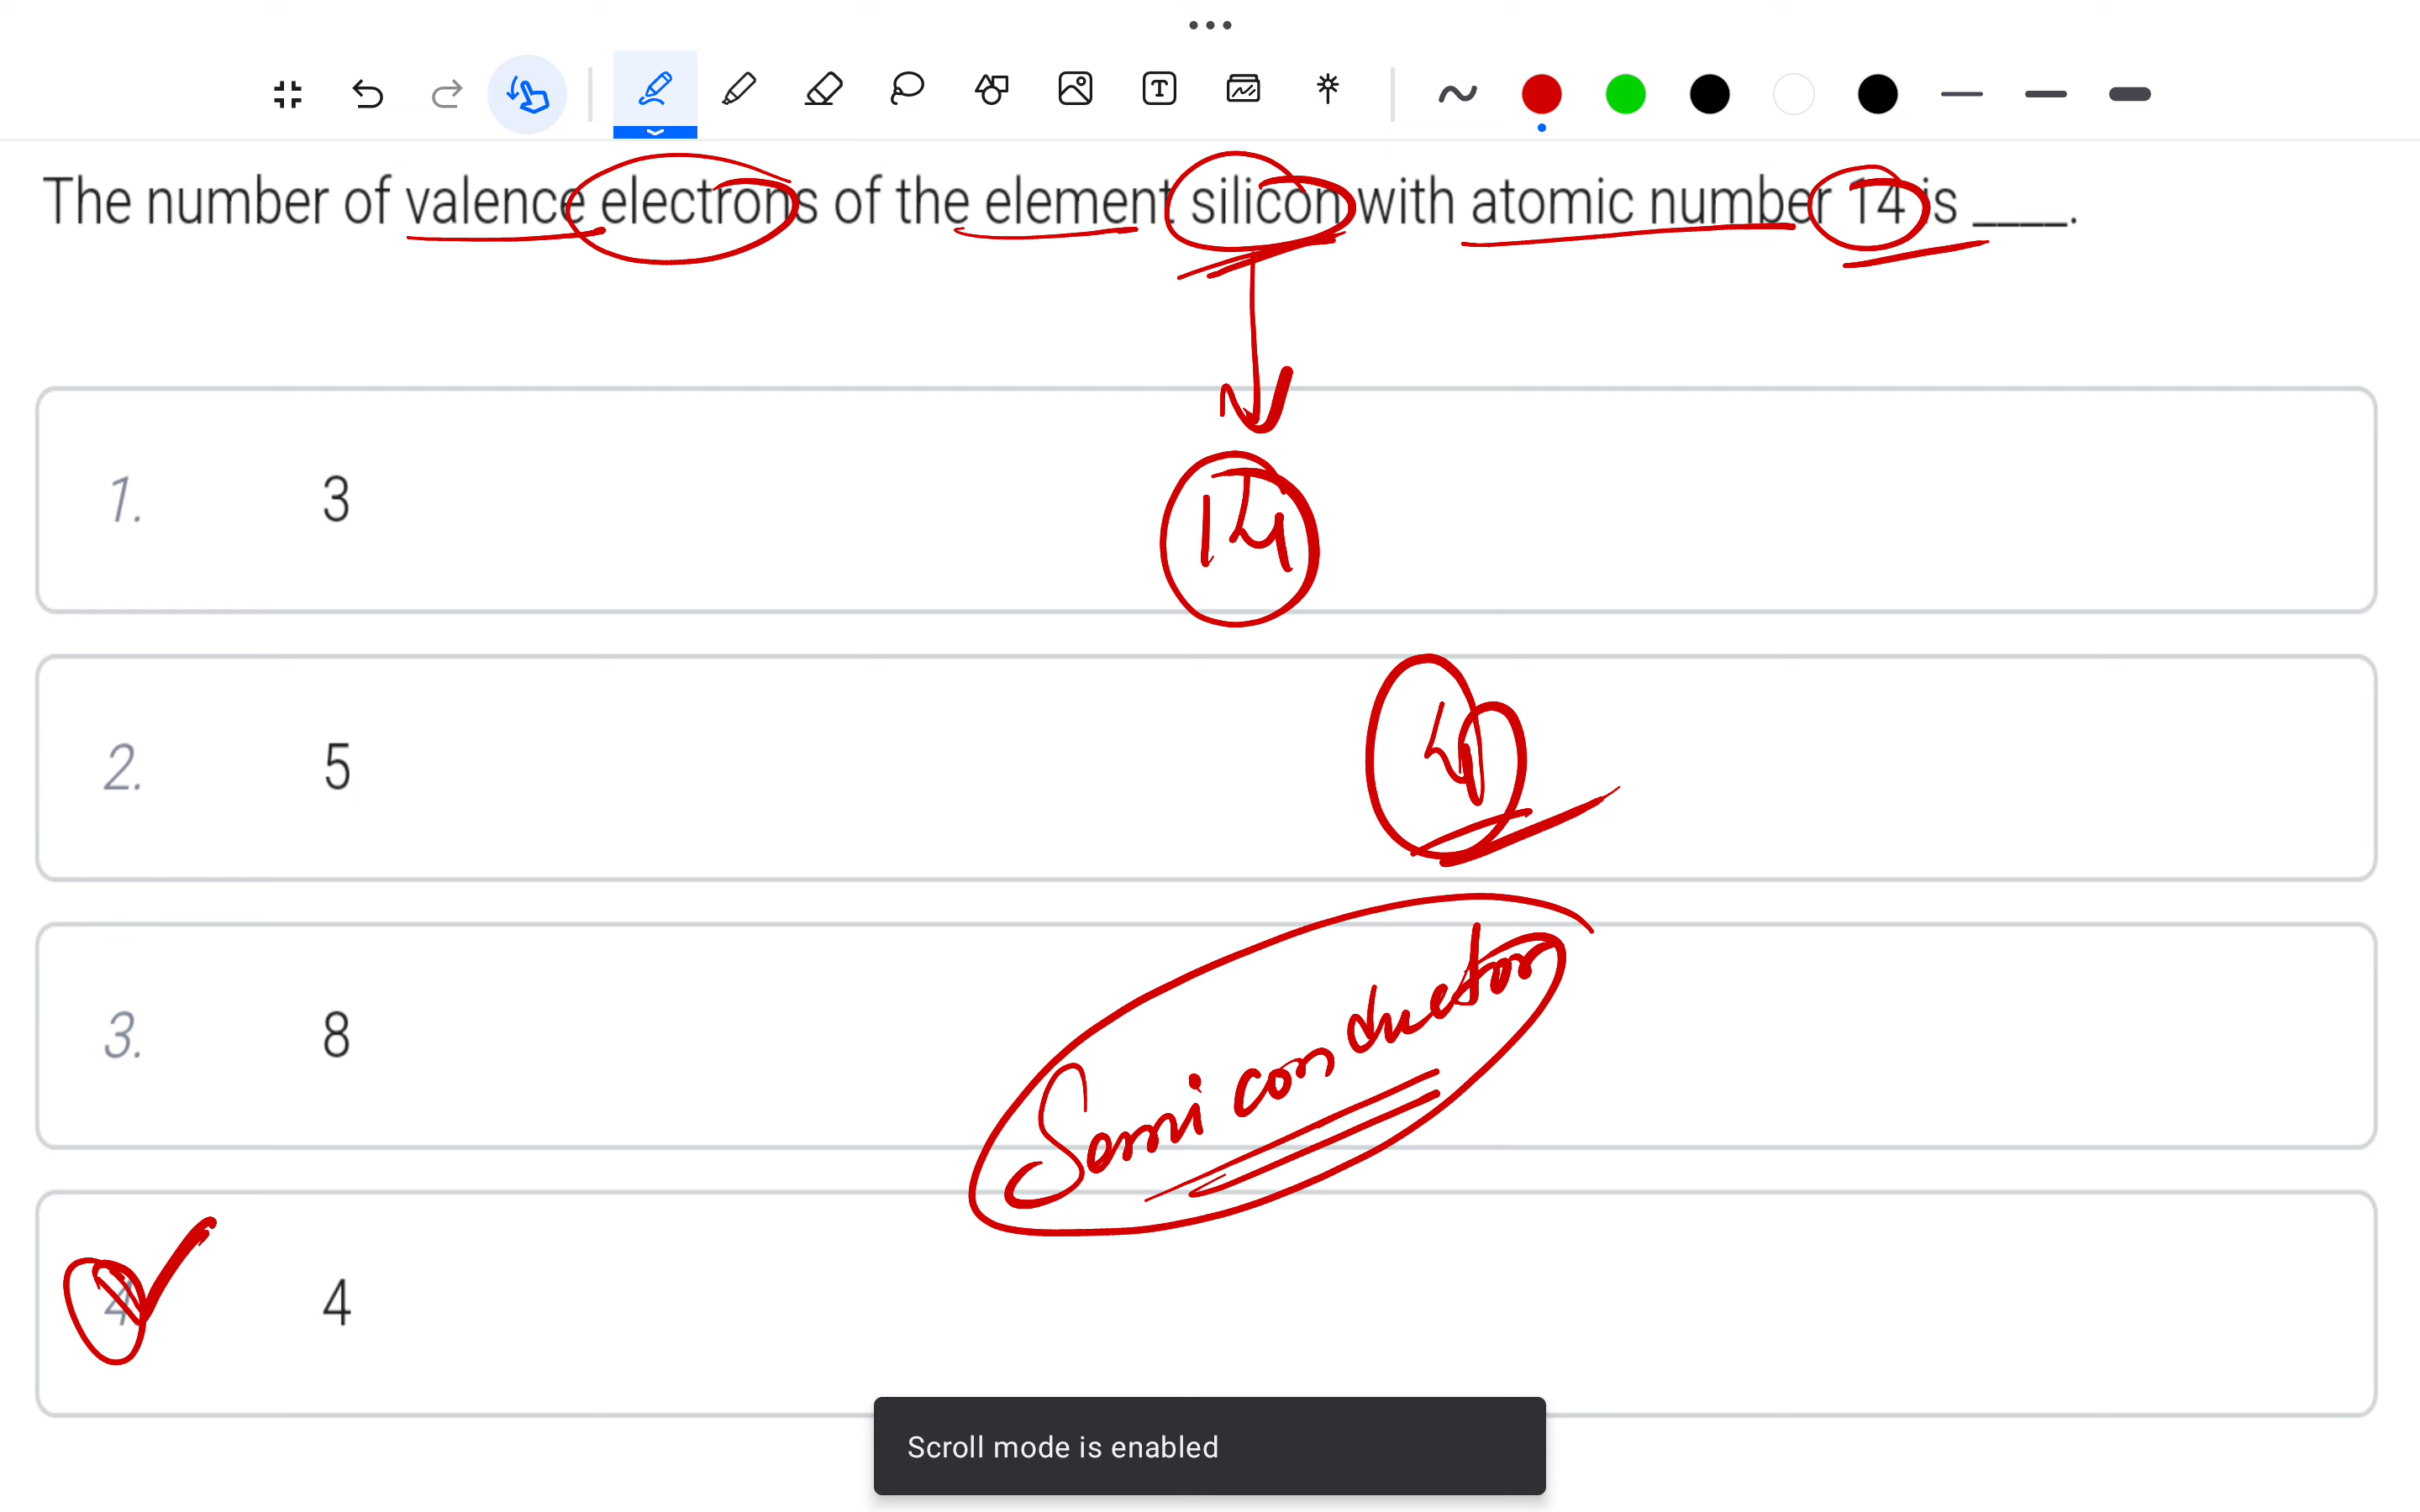 The number of valence electrons of the element silicon with atomic number 14 is ____.
1. 3
14
2. 5
4
3. 8
Semi conductor
4. 4
Scroll mode is enabled